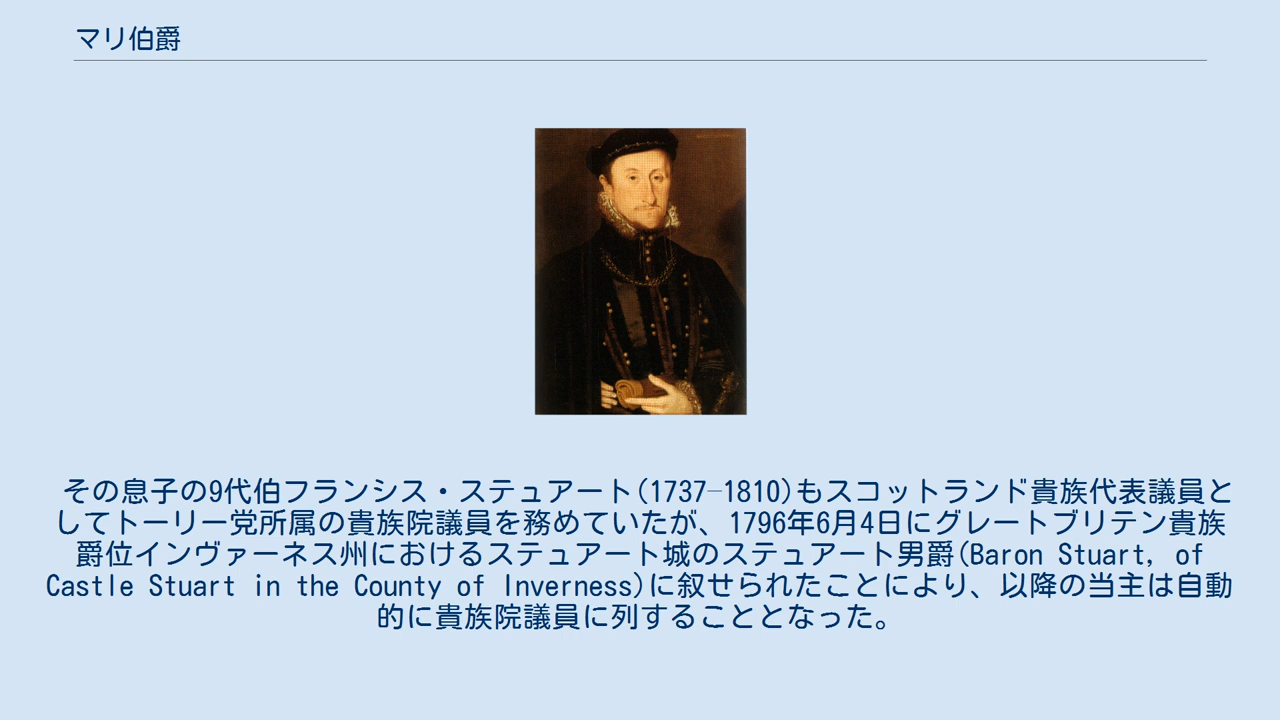 マリ伯爵
その息子の9代伯フランシス・ステュアート(1737–1810)もスコットランド貴族代表議員と
してトーリー党所属の貴族院議員を務めていたが、1796年6月4日にグレートブリテン貴族
爵位インヴァーネス州におけるステュアート城のステュアート男爵(Baron Stuart, of
Castle Stuart in the County of Inverness)に叙せられたことにより、以降の当主は自動
的に貴族院議員に列することとなった。